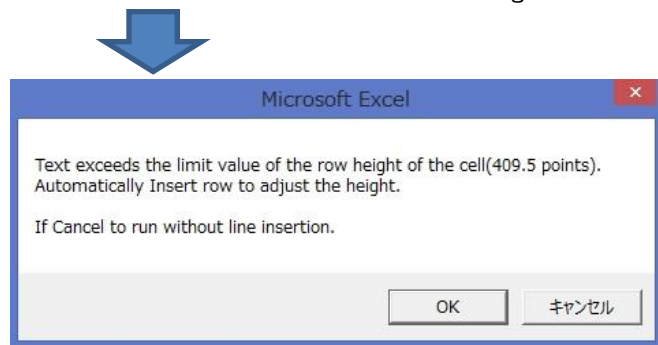 Microsoft Excel
Text exceeds the limit value of the row height of the cell(409.5 points).
Automatically Insert row to adjust the height.
If Cancel to run without line insertion.
OK
キャンセル